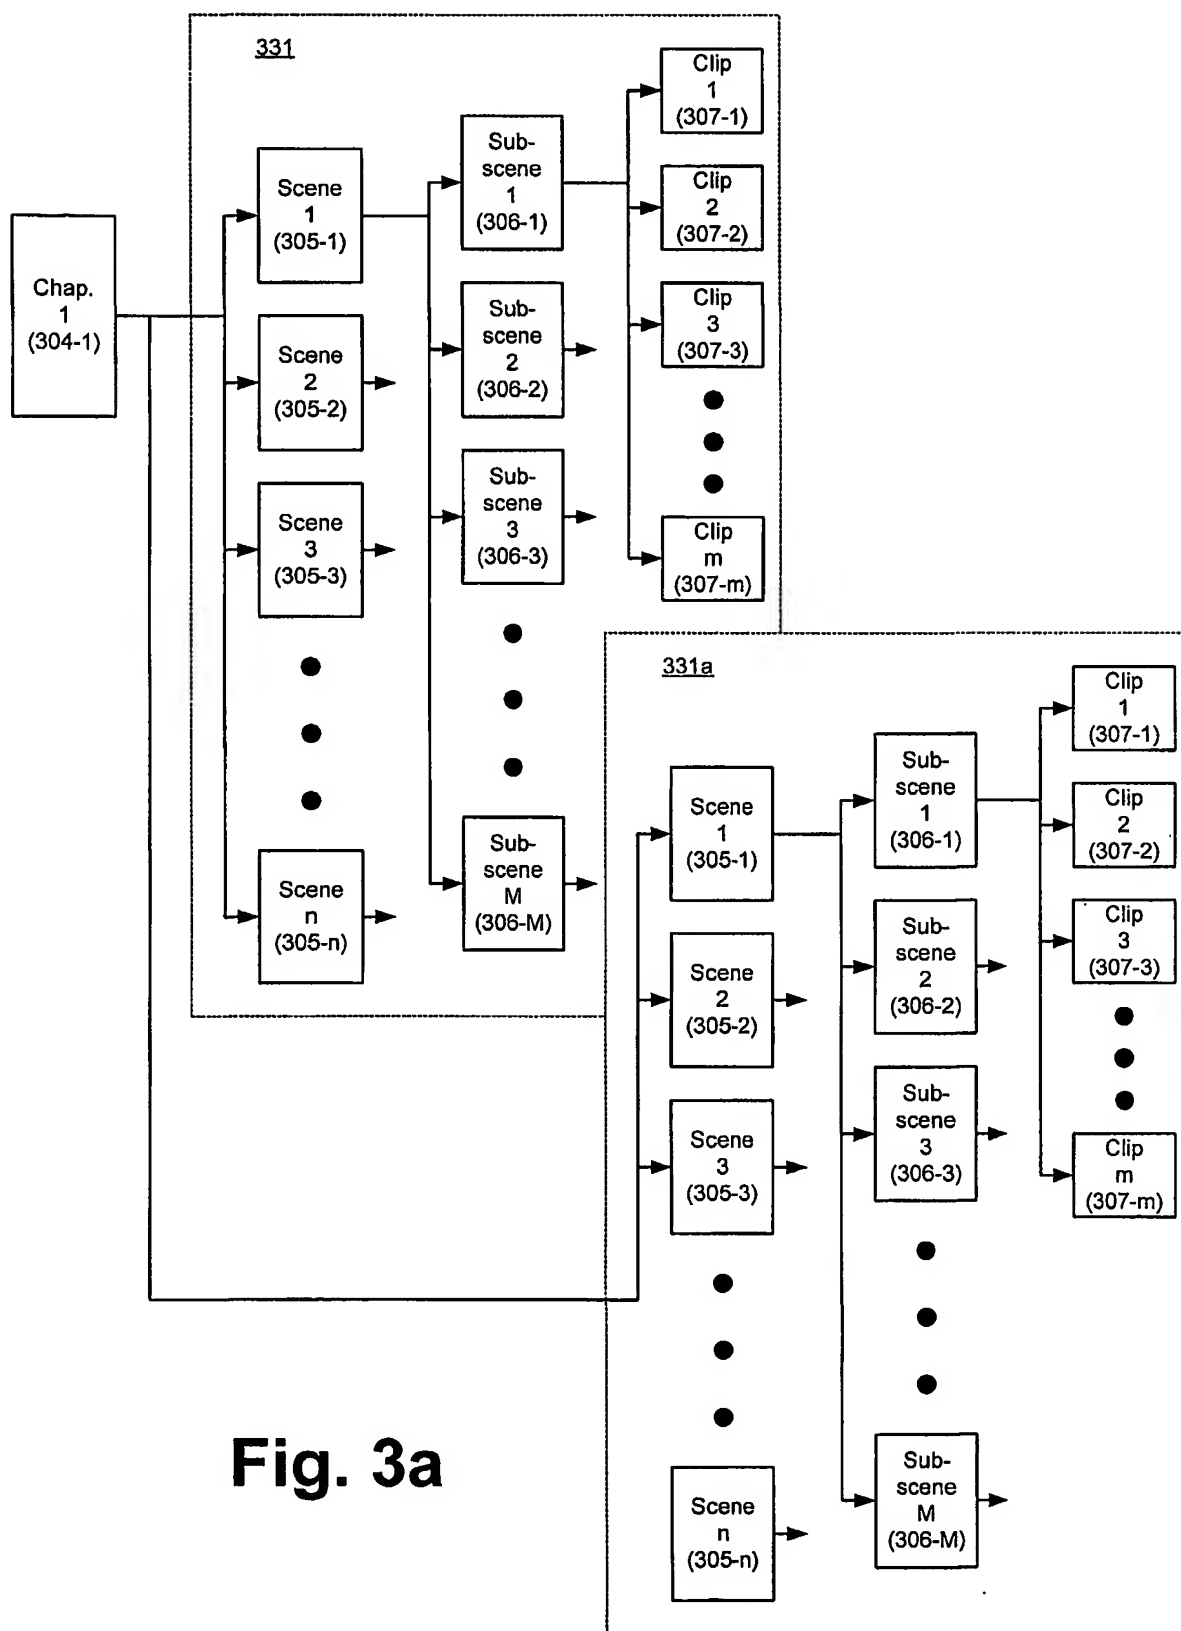 331
Chap.
1
(304-1)
Scene
1
(305-1)
Scene
2
(305-2)
Scene
3
(305-3)
Scene
n
(305-n)
Sub-
scene
1
(306-1)
Sub-
scene
2
(306-2)
Sub-
scene
3
(306-3)
Sub-
scene
M
(306-M)
Clip
1
(307-1)
Clip
2
(307-2)
Clip
3
(307-3)
Clip
m
(307-m)
331a
Scene
1
(305-1)
Scene
2
(305-2)
Scene
3
(305-3)
Scene
n
(305-n)
Sub-
scene
1
(306-1)
Sub-
scene
2
(306-2)
Sub-
scene
3
(306-3)
Sub-
scene
M
(306-M)
Clip
1
(307-1)
Clip
2
(307-2)
Clip
3
(307-3)
Clip
m
(307-m)
Fig. 3a